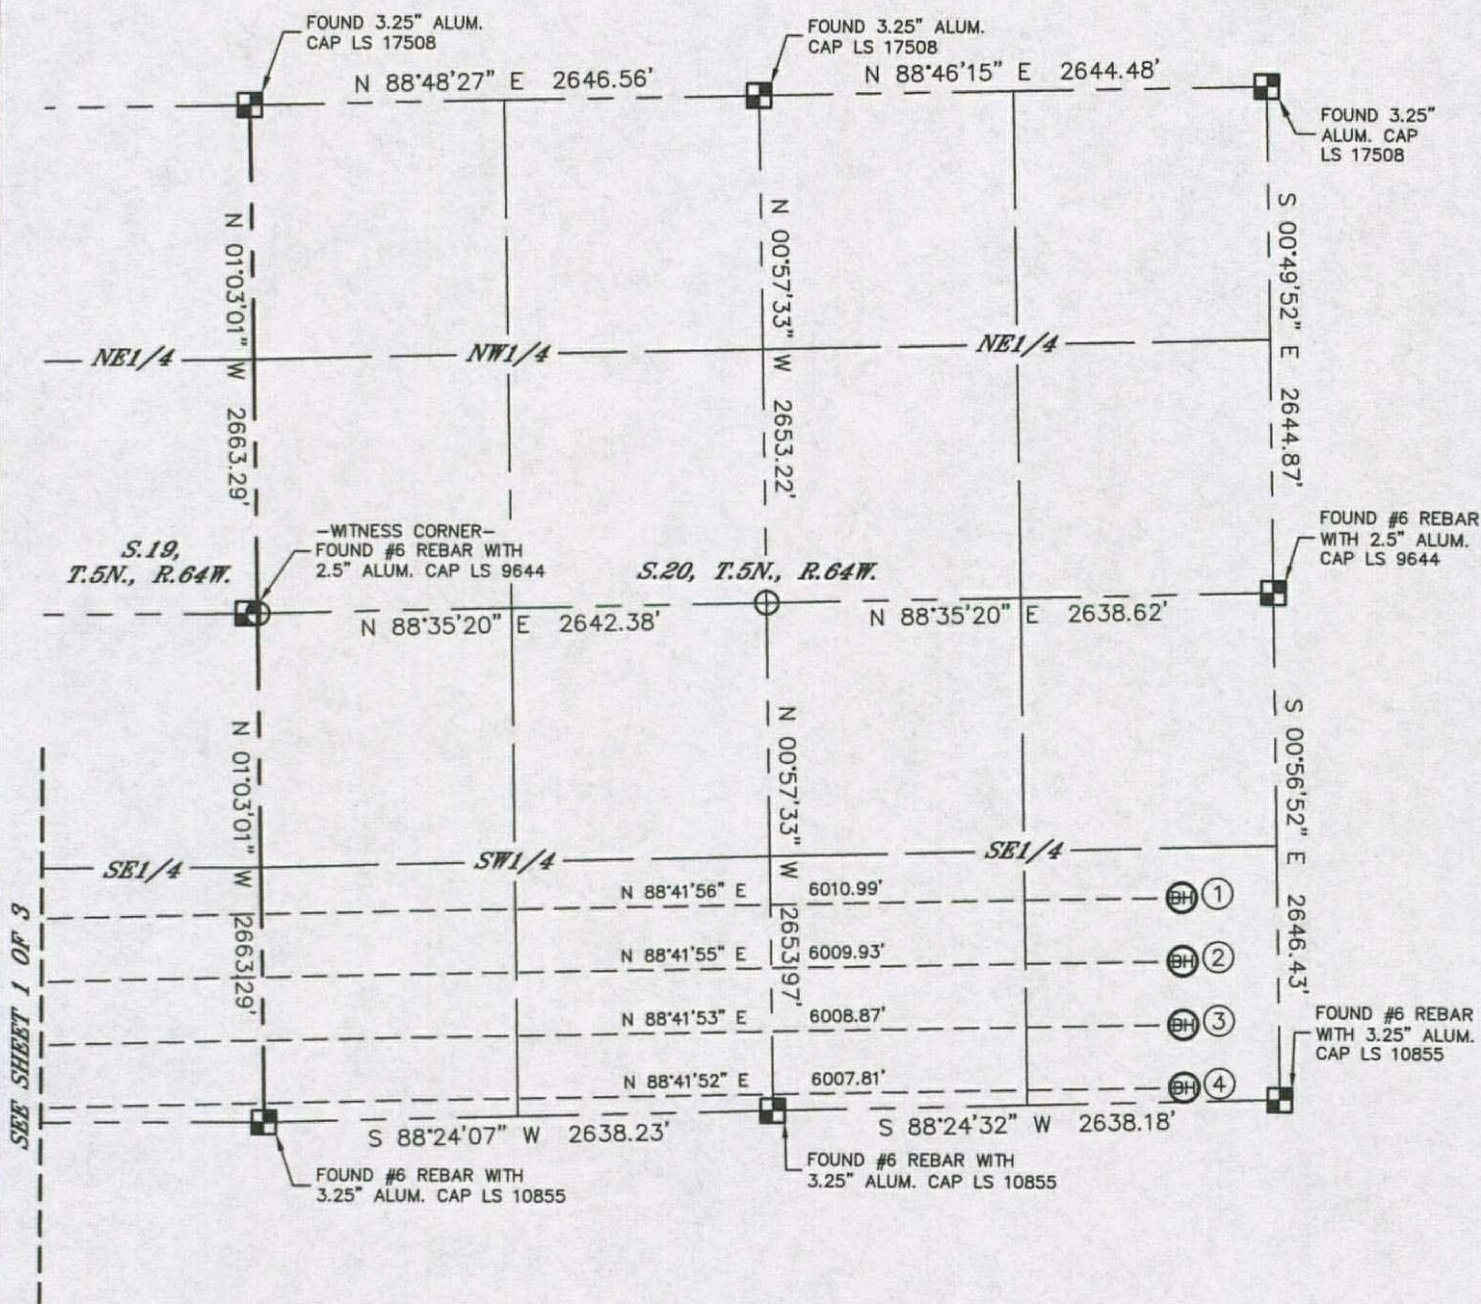 FOUND 3.25" ALUM.
CAP LS 17508
FOUND 3.25" ALUM.
CAP LS 17508
N 88°48'27" E 2646.56'
N 88°46'15" E 2644.48'
FOUND 3.25"
ALUM. CAP
LS 17508
N 01°03'01" W 2663.29'
N 00°57'33" W 2653.22'
S 00°49'52" E 2644.87'
NE1/4
NW1/4
NE1/4
S.19,
T.5N., R.64W.
-WITNESS CORNER-
FOUND #6 REBAR WITH
2.5" ALUM. CAP LS 9644
S.20, T.5N., R.64W.
FOUND #6 REBAR
WITH 2.5" ALUM.
CAP LS 9644
N 88°35'20" E 2642.38'
N 88°35'20" E 2638.62'
N 01°03'01" W 2663.29'
N 00°57'33" W 2653.97'
S 00°56'52" E 2646.43'
SE1/4
SW1/4
SE1/4
N 88°41'56" E 6010.99'
BH 1
N 88°41'55" E 6009.93'
BH 2
N 88°41'53" E 6008.87'
BH 3
N 88°41'52" E 6007.81'
BH 4
SEE SHEET 1 OF 3
FOUND #6 REBAR
WITH 3.25" ALUM.
CAP LS 10855
S 88°24'07" W 2638.23'
S 88°24'32" W 2638.18'
FOUND #6 REBAR WITH
3.25" ALUM. CAP LS 10855
FOUND #6 REBAR WITH
3.25" ALUM. CAP LS 10855